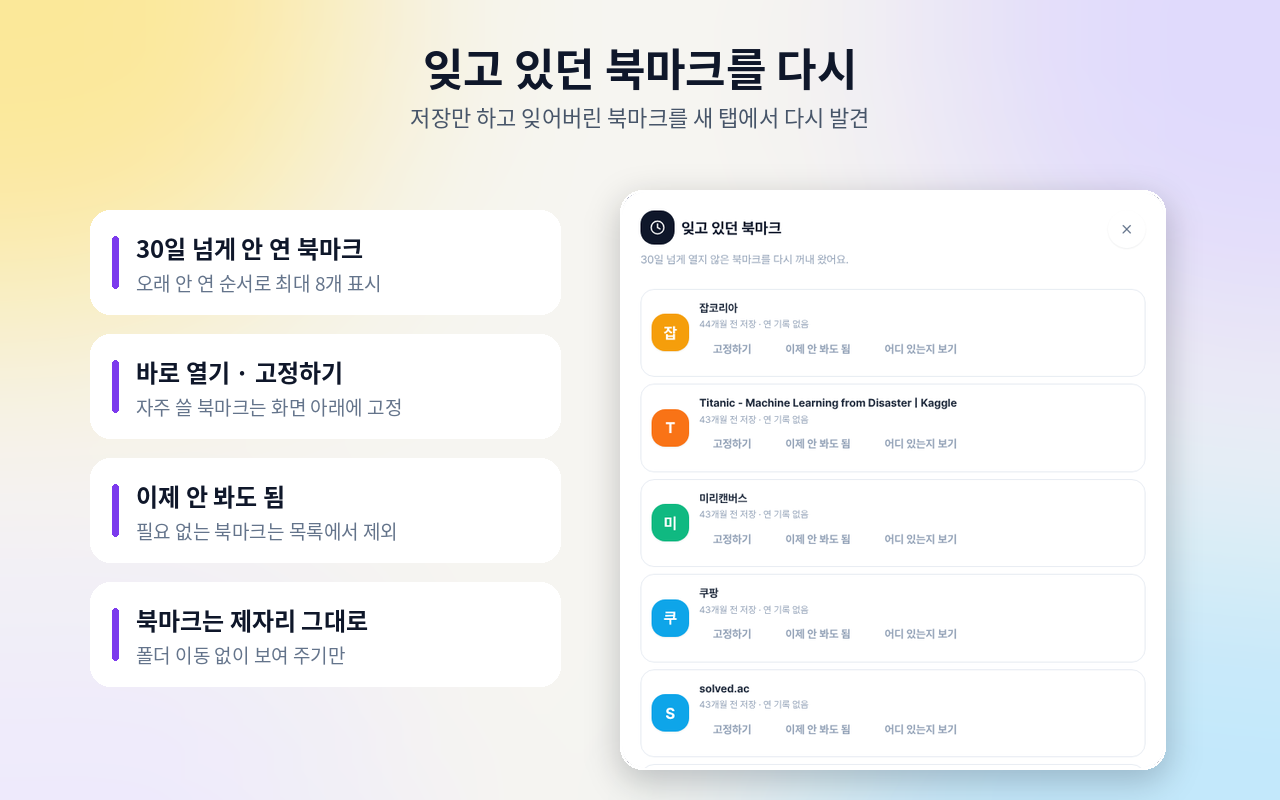 잊고 있던 북마크를 다시
저장만 하고 잊어버린 북마크를 새 탭에서 다시 발견
30일 넘게 안 연 북마크
오래 안 연 순서로 최대 8개 표시
바로 열기 · 고정하기
자주 쓸 북마크는 화면 아래에 고정
이제 안 봐도 됨
필요 없는 북마크는 목록에서 제외
북마크는 제자리 그대로
폴더 이동 없이 보여 주기만
잊고 있던 북마크
30일 넘게 열지 않은 북마크를 다시 꺼내 왔어요.
잡
잡코리아
44개월 전 저장 · 연 기록 없음
고정하기 이제 안 봐도 됨 어디 있는지 보기
T
Titanic - Machine Learning from Disaster | Kaggle
43개월 전 저장 · 연 기록 없음
고정하기 이제 안 봐도 됨 어디 있는지 보기
미
미리캔버스
43개월 전 저장 · 연 기록 없음
고정하기 이제 안 봐도 됨 어디 있는지 보기
쿠
쿠팡
43개월 전 저장 · 연 기록 없음
고정하기 이제 안 봐도 됨 어디 있는지 보기
S
solved.ac
43개월 전 저장 · 연 기록 없음
고정하기 이제 안 봐도 됨 어디 있는지 보기